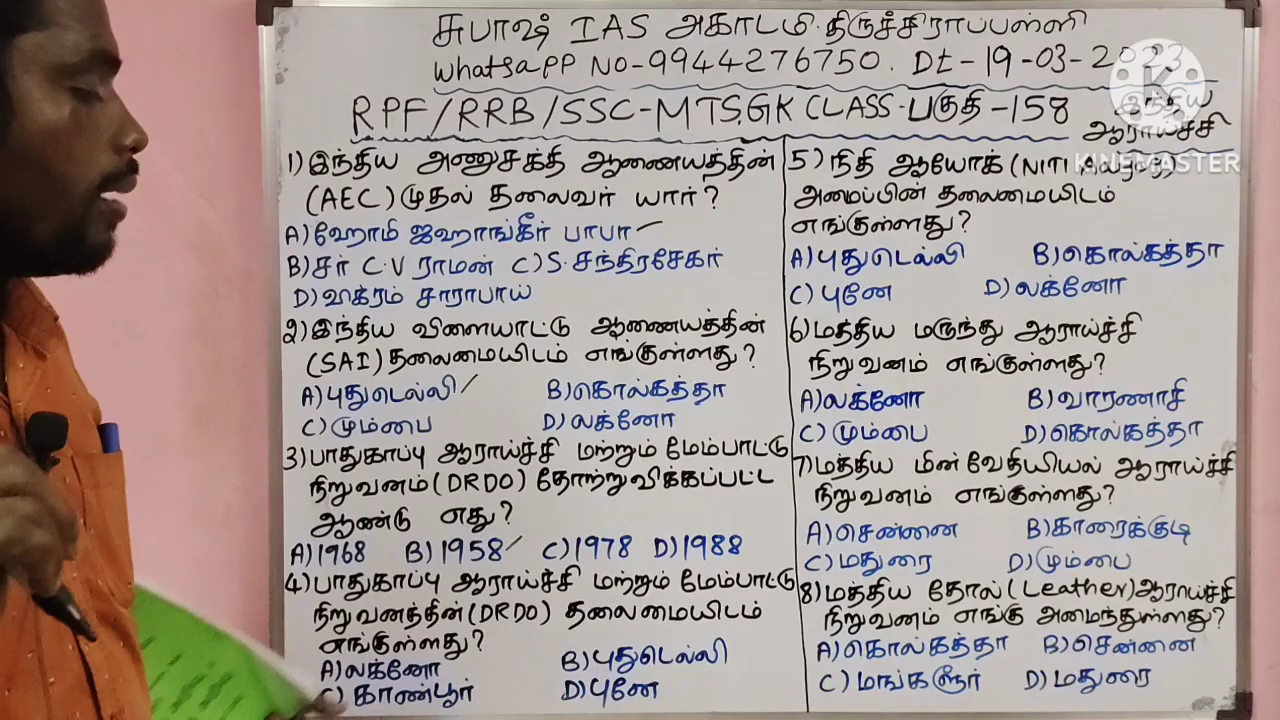 சுபாஷ் IAS அகாடமி திருச்சிராப்பள்ளி
Whatsapp No-9944276750. Dt-19-03-2023
RPF/RRB/SSC-MTS.GK CLASS-பகுதி-158
இந்திய
ஆராய்ச்சி
KINEMASTER
1) இந்திய அணுசக்தி ஆணையத்தின்
(AEC) முதல் தலைவர் யார்?
A) ஹோமி ஜஹாங்கீர் பாபா
B) சர் C.V ராமன் C) S.சந்திரசேகர்
D) விக்ரம் சாராபாய்
2) இந்திய விளையாட்டு ஆணையத்தின்
(SAI) தலைமையிடம் எங்குள்ளது?
A) புதுடெல்லி B) கொல்கத்தா
C) மும்பை D) லக்னோ
3) பாதுகாப்பு ஆராய்ச்சி மற்றும் மேம்பாட்டு
நிறுவனம் (DRDO) தோற்றுவிக்கப்பட்ட
ஆண்டு எது?
A) 1968 B) 1958 C) 1978 D) 1988
4) பாதுகாப்பு ஆராய்ச்சி மற்றும் மேம்பாட்டு
நிறுவனத்தின் (DRDO) தலைமையிடம்
எங்குள்ளது?
A) லக்னோ B) புதுடெல்லி
C) கான்பூர் D) புனே
5) நிதி ஆயோக் (NITI
அமைப்பின் தலைமையிடம்
எங்குள்ளது?
A) புதுடெல்லி B) கொல்கத்தா
C) புனே D) லக்னோ
6) மத்திய மருந்து ஆராய்ச்சி
நிறுவனம் எங்குள்ளது?
A) லக்னோ B) வாரணாசி
C) மும்பை D) கொல்கத்தா
7) மத்திய மின் வேதியியல் ஆராய்ச்சி
நிறுவனம் எங்குள்ளது?
A) சென்னை B) காரைக்குடி
C) மதுரை D) மும்பை
8) மத்திய தோல் (Leather) ஆராய்ச்சி
நிறுவனம் எங்கு அமைந்துள்ளது?
A) கொல்கத்தா B) சென்னை
C) மங்களூர் D) மதுரை